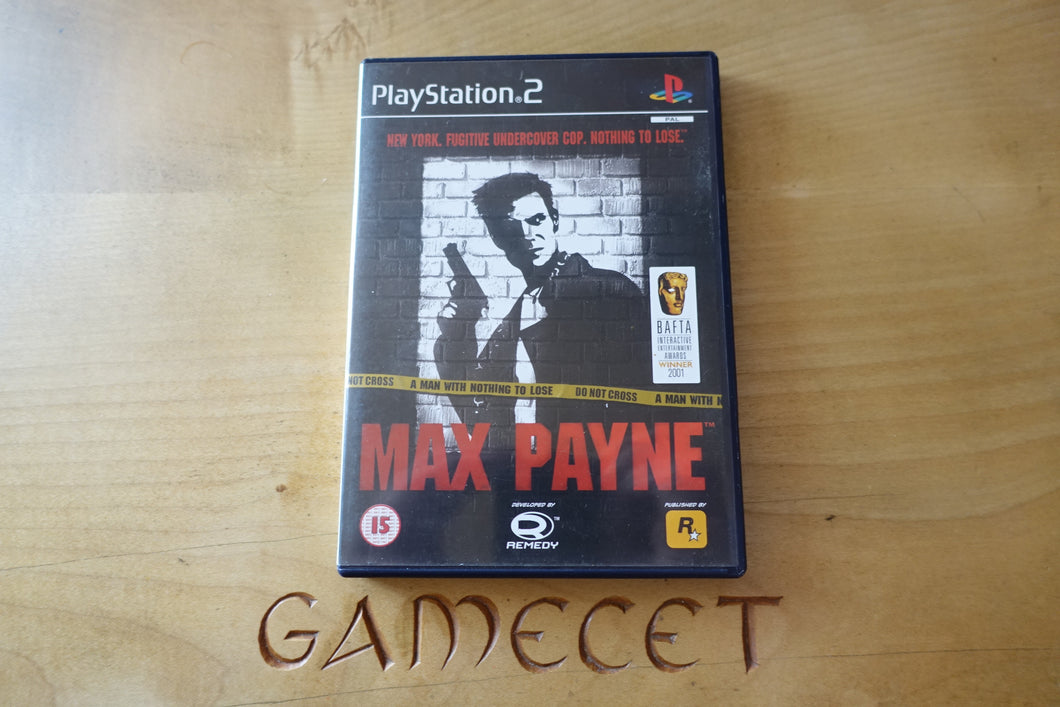 PlayStation®2
PAL
NEW YORK. FUGITIVE UNDERCOVER COP. NOTHING TO LOSE.™
BAFTA
INTERACTIVE
ENTERTAINMENT
AWARDS
WINNER
2001
NOT CROSS A MAN WITH NOTHING TO LOSE DO NOT CROSS A MAN WITH N
MAX PAYNE™
15
DEVELOPED BY
REMEDY™
PUBLISHED BY
R
GAMECET